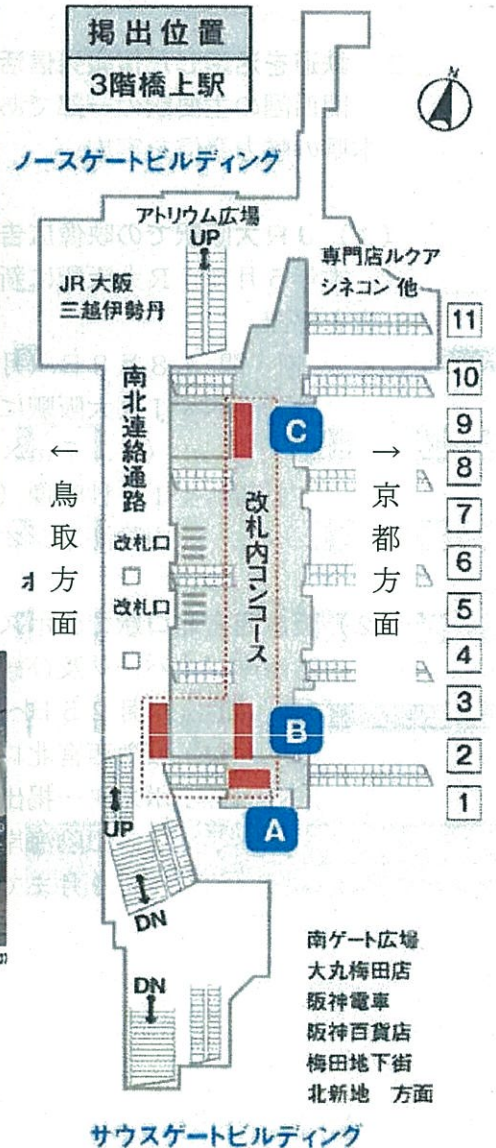 掲出位置
3階橋上駅
N
ノースゲートビルディング
アトリウム広場
UP
JR大阪
三越伊勢丹
専門店ルクア
シネコン 他
11
10
9
8
7
6
5
4
3
2
1
南北連絡通路
←鳥取方面
→京都方面
C
改札内コンコース
改札口
改札口
B
A
UP
DN
DN
南ゲート広場
大丸梅田店
阪神電車
阪神百貨店
梅田地下街
北新地 方面
サウスゲートビルディング